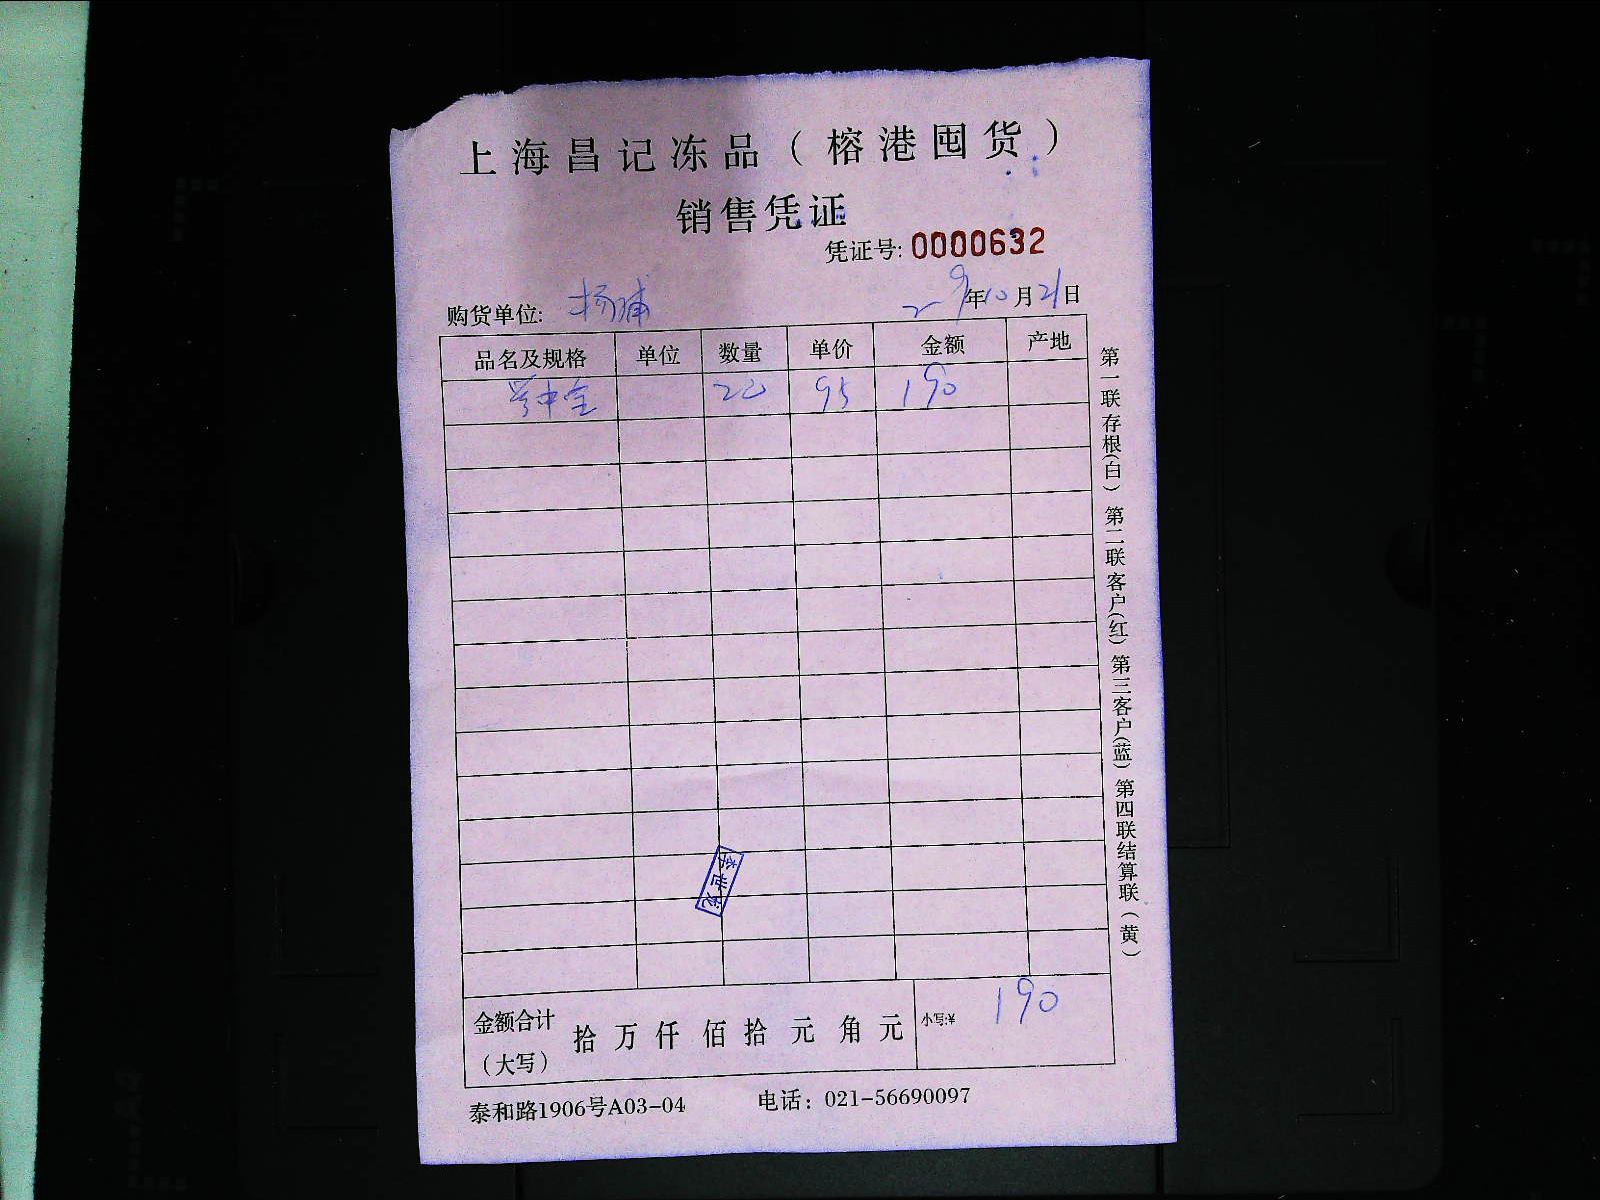 上海昌记冻品（榕港囤货）
销售凭证
凭证号: 0000632
购货单位: 杨浦
年10月21日
品名及规格 单位 数量 单价 金额 产地
95 190
第一联存根(白) 第二联客户(红) 第三客户(蓝) 第四联结算联(黄)
李世龙
金额合计 拾 万 仟 佰 拾 元 角 元 小写:¥ 190
（大写）
泰和路1906号A03-04 电话：021-56690097